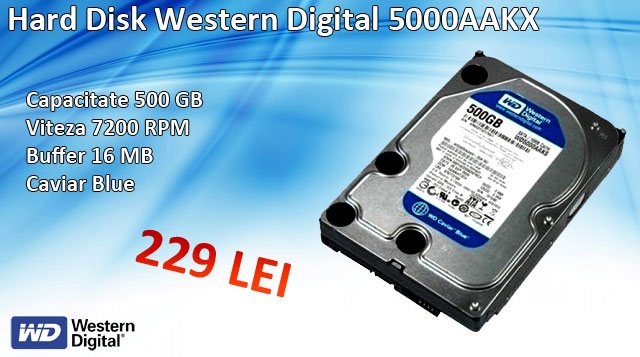 Hard Disk Western Digital 5000AAKX
Capacitate 500 GB
Viteza 7200 RPM
Buffer 16 MB
Caviar Blue
229 LEI
WD Western Digital
500GB
WD Caviar Blue
WD Western
Digital